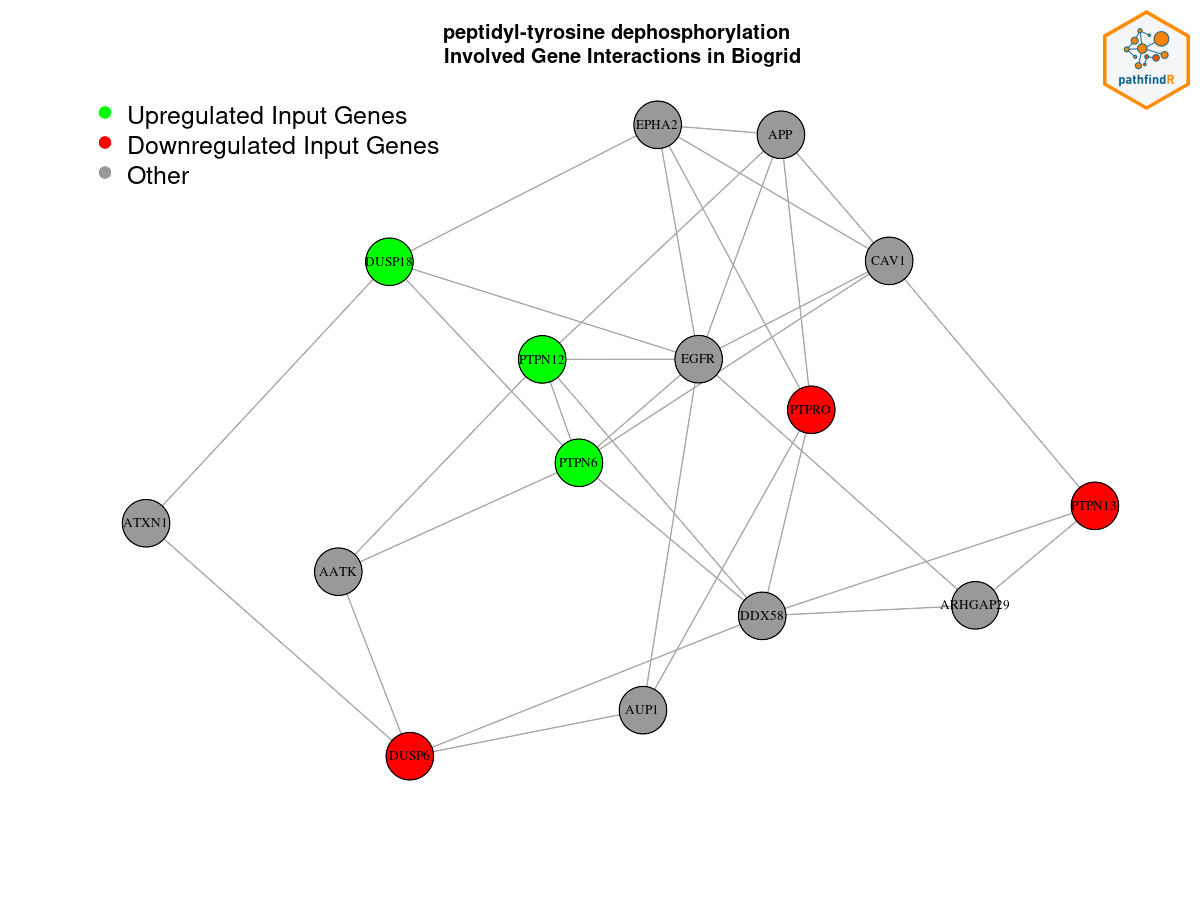 peptidyl-tyrosine dephosphorylation
Involved Gene Interactions in Biogrid
pathfindR
Upregulated Input Genes
Downregulated Input Genes
Other
EPHA2
APP
DUSP18
CAV1
PTPN12
EGFR
PTPRO
PTPN6
PTPN13
ATXN1
AATK
ARHGAP29
DDX58
AUP1
DUSP6